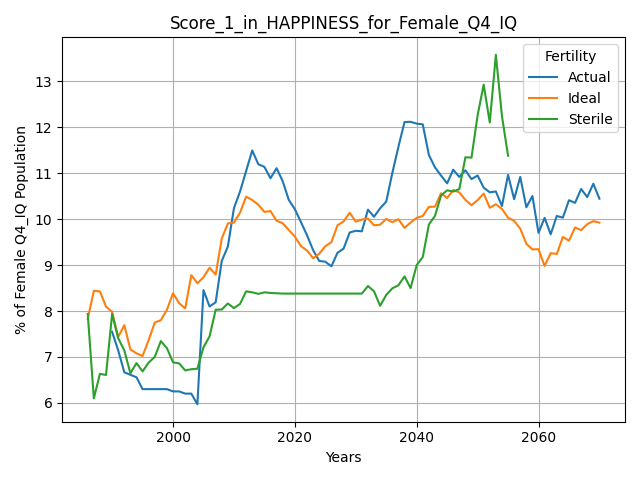 Score_1_in_HAPPINESS_for_Female_Q4_IQ
Fertility
Actual
Ideal
Sterile
% of Female Q4_IQ Population
13
12
11
10
9
8
7
6
2000 2020 2040 2060
Years